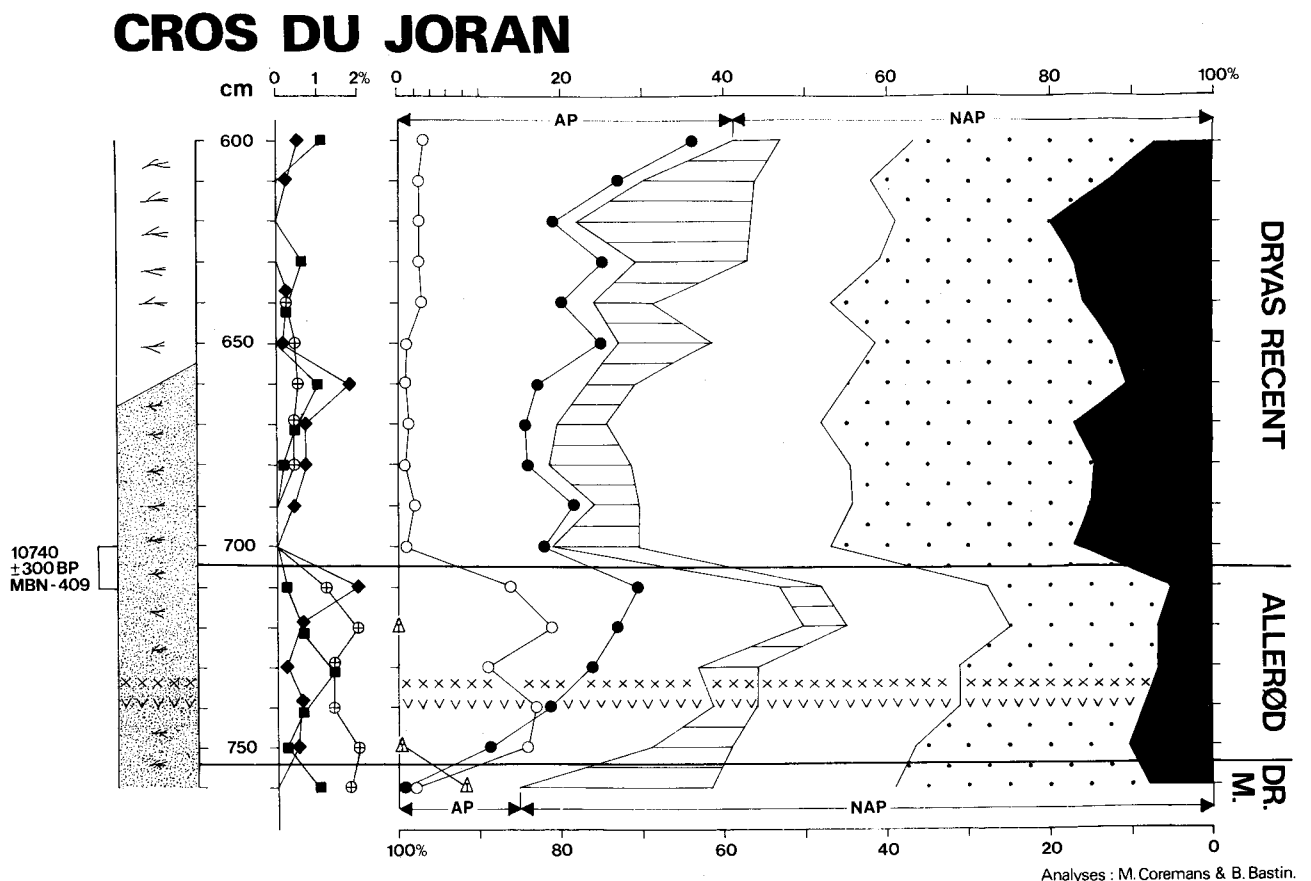 CROS DU JORAN
cm 0 1 2% 0 20 40 60 80 100%
AP NAP
600
650
700
750
10740
±300 BP
MBN-409
DRYAS RECENT
ALLERØD
DR.
M.
AP NAP
100% 80 60 40 20 0
Analyses : M. Coremans & B. Bastin.